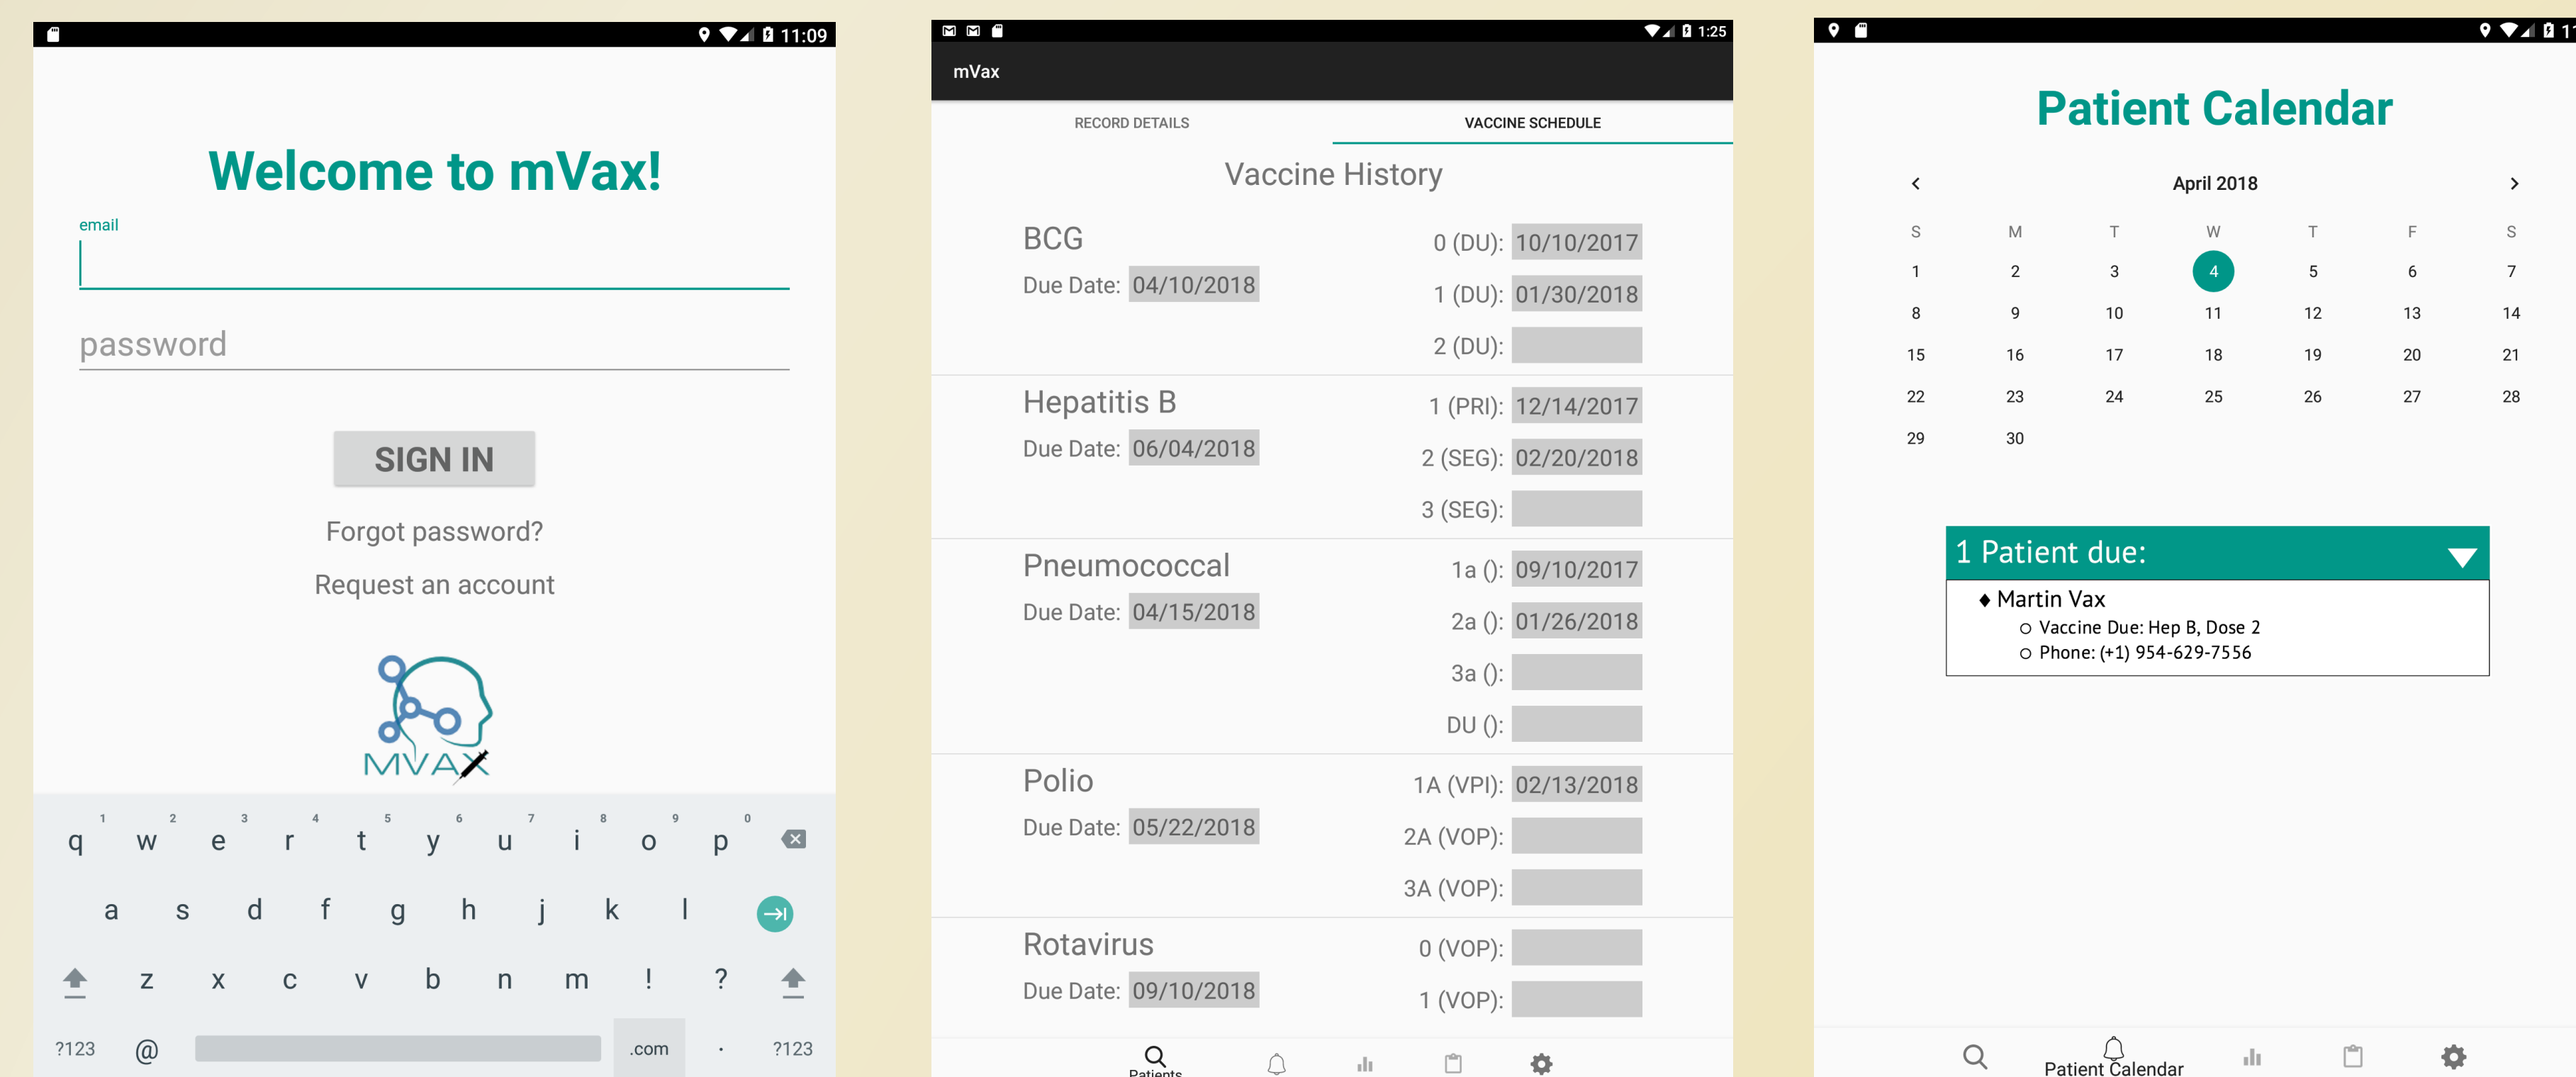 11:09
Welcome to mVax!
email
password
SIGN IN
Forgot password?
Request an account
MVAX
1 2 3 4 5 6 7 8 9 0
q w e r t y u i o p
a s d f g h j k l
z x c v b n m ! ?
?123 @ .com . ?123
1:25
mVax
RECORD DETAILS VACCINE SCHEDULE
Vaccine History
BCG 0 (DU): 10/10/2017
Due Date: 04/10/2018 1 (DU): 01/30/2018
2 (DU):
Hepatitis B 1 (PRI): 12/14/2017
Due Date: 06/04/2018 2 (SEG): 02/20/2018
3 (SEG):
Pneumococcal 1a (): 09/10/2017
Due Date: 04/15/2018 2a (): 01/26/2018
3a ():
DU ():
Polio 1A (VPI): 02/13/2018
Due Date: 05/22/2018 2A (VOP):
3A (VOP):
Rotavirus 0 (VOP):
Due Date: 09/10/2018 1 (VOP):
Patients
Patient Calendar
April 2018
S M T W T F S
1 2 3 4 5 6 7
8 9 10 11 12 13 14
15 16 17 18 19 20 21
22 23 24 25 26 27 28
29 30
1 Patient due:
♦ Martin Vax
○ Vaccine Due: Hep B, Dose 2
○ Phone: (+1) 954-629-7556
Patient Calendar